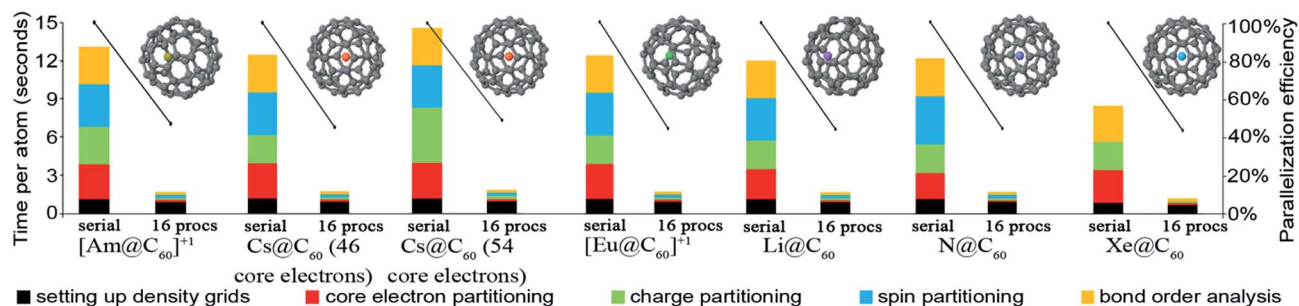 Time per atom (seconds)
15
12
9
6
3
0
100%
80%
60%
40%
20%
0%
Parallelization efficiency
serial 16 procs serial 16 procs serial 16 procs serial 16 procs serial 16 procs serial 16 procs serial 16 procs
[Am@C60]+1 Cs@C60 (46 Cs@C60 (54 [Eu@C60]+1 Li@C60 N@C60 Xe@C60
core electrons) core electrons)
setting up density grids core electron partitioning charge partitioning spin partitioning bond order analysis